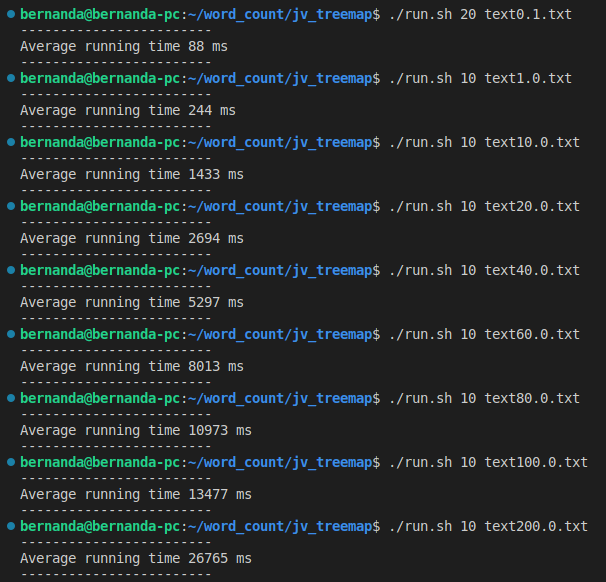 bernanda@bernanda-pc:~/word_count/jv_treemap$ ./run.sh 20 text0.1.txt
------------------------
Average running time 88 ms
------------------------
bernanda@bernanda-pc:~/word_count/jv_treemap$ ./run.sh 10 text1.0.txt
------------------------
Average running time 244 ms
------------------------
bernanda@bernanda-pc:~/word_count/jv_treemap$ ./run.sh 10 text10.0.txt
------------------------
Average running time 1433 ms
------------------------
bernanda@bernanda-pc:~/word_count/jv_treemap$ ./run.sh 10 text20.0.txt
------------------------
Average running time 2694 ms
------------------------
bernanda@bernanda-pc:~/word_count/jv_treemap$ ./run.sh 10 text40.0.txt
------------------------
Average running time 5297 ms
------------------------
bernanda@bernanda-pc:~/word_count/jv_treemap$ ./run.sh 10 text60.0.txt
------------------------
Average running time 8013 ms
------------------------
bernanda@bernanda-pc:~/word_count/jv_treemap$ ./run.sh 10 text80.0.txt
------------------------
Average running time 10973 ms
------------------------
bernanda@bernanda-pc:~/word_count/jv_treemap$ ./run.sh 10 text100.0.txt
------------------------
Average running time 13477 ms
------------------------
bernanda@bernanda-pc:~/word_count/jv_treemap$ ./run.sh 10 text200.0.txt
------------------------
Average running time 26765 ms
------------------------